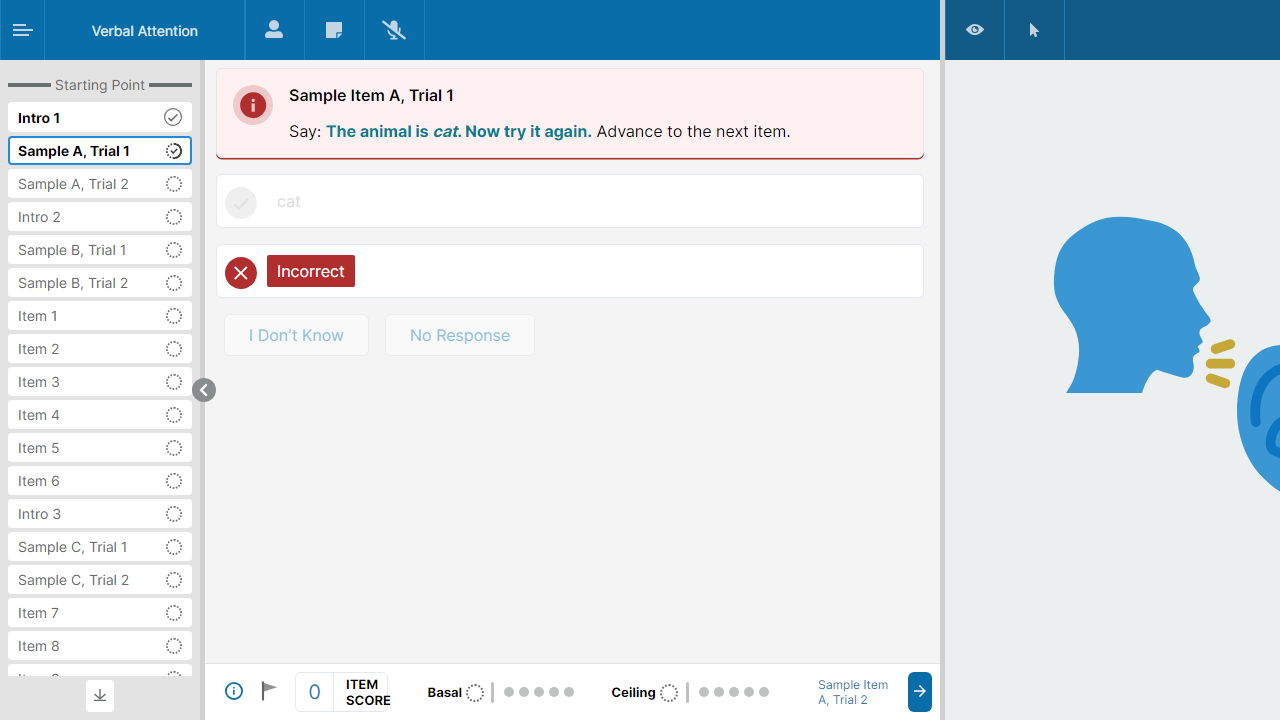 Verbal Attention
Starting Point
Intro 1
Sample A, Trial 1
Sample A, Trial 2
Intro 2
Sample B, Trial 1
Sample B, Trial 2
Item 1
Item 2
Item 3
Item 4
Item 5
Item 6
Intro 3
Sample C, Trial 1
Sample C, Trial 2
Item 7
Item 8
Sample Item A, Trial 1
Say: The animal is cat. Now try it again. Advance to the next item.
cat
Incorrect
I Don't Know
No Response
0
ITEM
SCORE
Basal
Ceiling
Sample Item
A, Trial 2